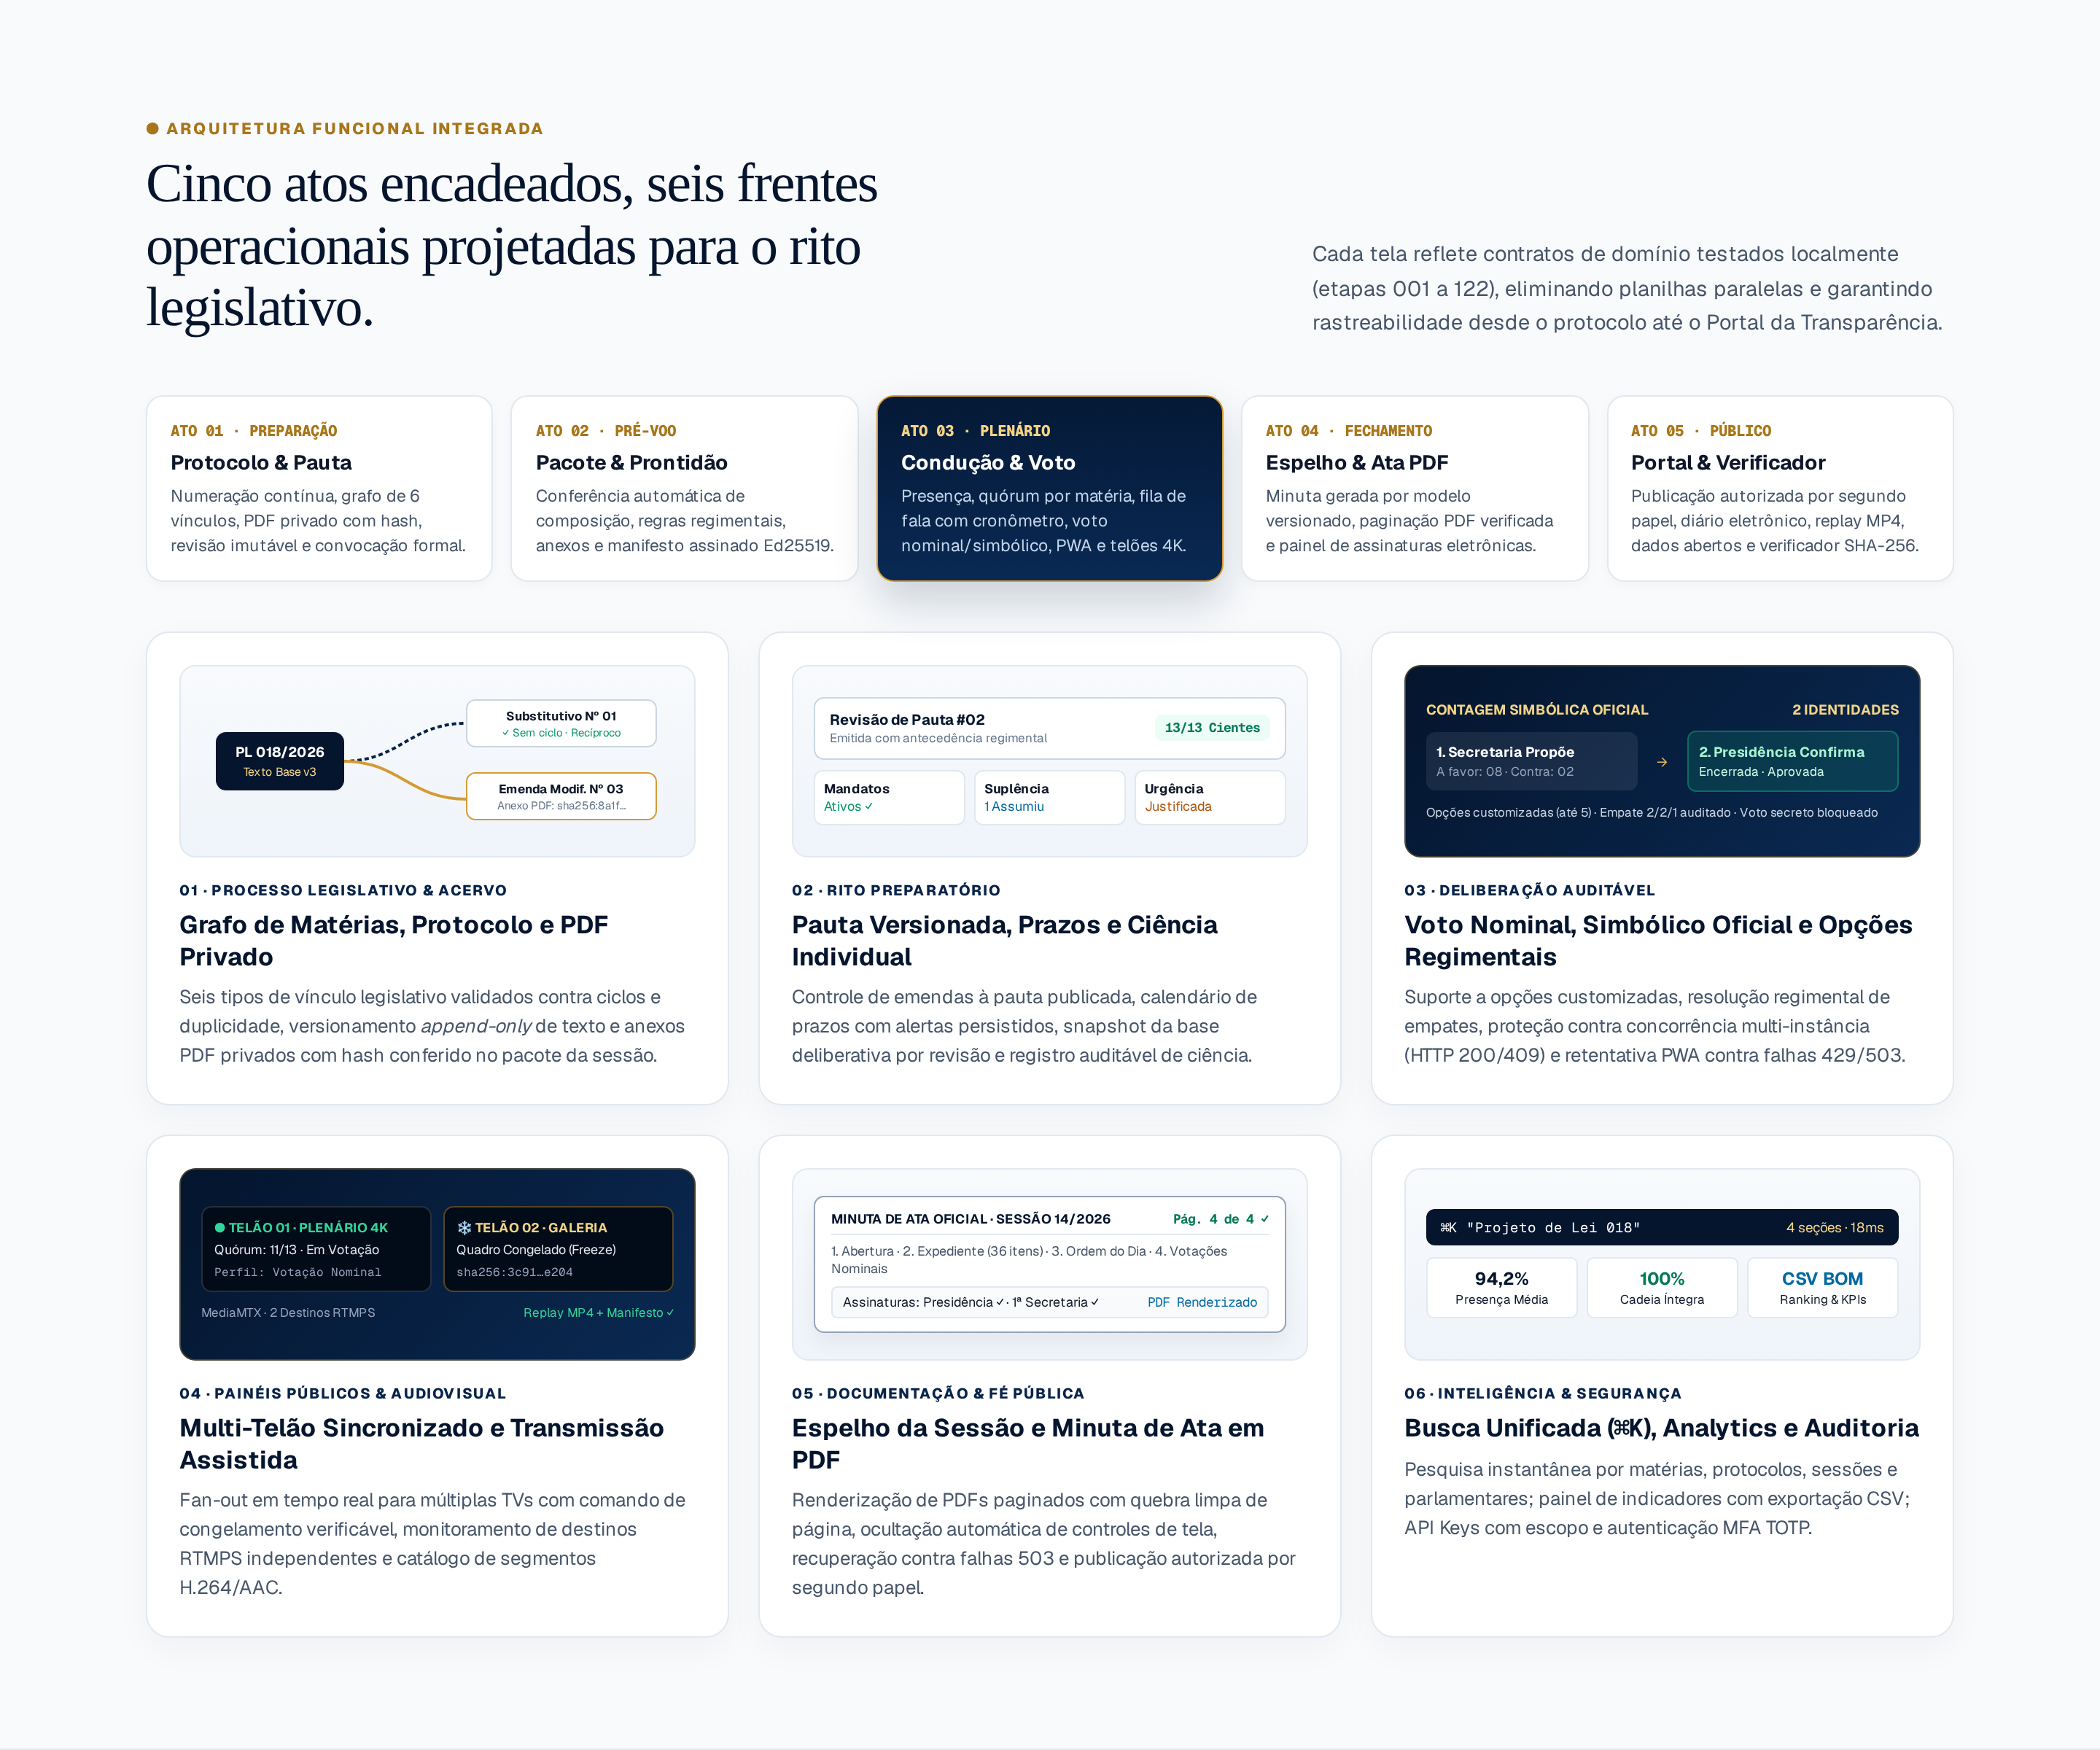 ● ARQUITETURA FUNCIONAL INTEGRADA
Cinco atos encadeados, seis frentes
operacionais projetadas para o rito
legislativo.
Cada tela reflete contratos de domínio testados localmente
(etapas 001 a 122), eliminando planilhas paralelas e garantindo
rastreabilidade desde o protocolo até o Portal da Transparência.
ATO 01 · PREPARAÇÃO
Protocolo & Pauta
Numeração contínua, grafo de 6
vínculos, PDF privado com hash,
revisão imutável e convocação formal.
ATO 02 · PRÉ-VOO
Pacote & Prontidão
Conferência automática de
composição, regras regimentais,
anexos e manifesto assinado Ed25519.
ATO 03 · PLENÁRIO
Condução & Voto
Presença, quórum por matéria, fila de
fala com cronômetro, voto
nominal/simbólico, PWA e telões 4K.
ATO 04 · FECHAMENTO
Espelho & Ata PDF
Minuta gerada por modelo
versionado, paginação PDF verificada
e painel de assinaturas eletrônicas.
ATO 05 · PÚBLICO
Portal & Verificador
Publicação autorizada por segundo
papel, diário eletrônico, replay MP4,
dados abertos e verificador SHA-256.
PL 018/2026
Texto Base v3
Substitutivo Nº 01
✓ Sem ciclo · Recíproco
Emenda Modif. Nº 03
Anexo PDF: sha256:8a1f…
01 · PROCESSO LEGISLATIVO & ACERVO
Grafo de Matérias, Protocolo e PDF
Privado
Seis tipos de vínculo legislativo validados contra ciclos e
duplicidade, versionamento append-only de texto e anexos
PDF privados com hash conferido no pacote da sessão.
Revisão de Pauta #02
Emitida com antecedência regimental
13/13 Cientes
Mandatos
Ativos ✓
Suplência
1 Assumiu
Urgência
Justificada
02 · RITO PREPARATÓRIO
Pauta Versionada, Prazos e Ciência
Individual
Controle de emendas à pauta publicada, calendário de
prazos com alertas persistidos, snapshot da base
deliberativa por revisão e registro auditável de ciência.
CONTAGEM SIMBÓLICA OFICIAL
2 IDENTIDADES
1. Secretaria Propõe
A favor: 08 · Contra: 02
→
2. Presidência Confirma
Encerrada · Aprovada
Opções customizadas (até 5) · Empate 2/2/1 auditado · Voto secreto bloqueado
03 · DELIBERAÇÃO AUDITÁVEL
Voto Nominal, Simbólico Oficial e Opções
Regimentais
Suporte a opções customizadas, resolução regimental de
empates, proteção contra concorrência multi-instância
(HTTP 200/409) e retentativa PWA contra falhas 429/503.
● TELÃO 01 · PLENÁRIO 4K
Quórum: 11/13 · Em Votação
Perfil: Votação Nominal
❄️ TELÃO 02 · GALERIA
Quadro Congelado (Freeze)
sha256:3c91…e204
MediaMTX · 2 Destinos RTMPS
Replay MP4 + Manifesto ✓
04 · PAINÉIS PÚBLICOS & AUDIOVISUAL
Multi-Telão Sincronizado e Transmissão
Assistida
Fan-out em tempo real para múltiplas TVs com comando de
congelamento verificável, monitoramento de destinos
RTMPS independentes e catálogo de segmentos
H.264/AAC.
MINUTA DE ATA OFICIAL · SESSÃO 14/2026
Pág. 4 de 4 ✓
1. Abertura · 2. Expediente (36 itens) · 3. Ordem do Dia · 4. Votações
Nominais
Assinaturas: Presidência ✓ · 1ª Secretaria ✓
PDF Renderizado
05 · DOCUMENTAÇÃO & FÉ PÚBLICA
Espelho da Sessão e Minuta de Ata em
PDF
Renderização de PDFs paginados com quebra limpa de
página, ocultação automática de controles de tela,
recuperação contra falhas 503 e publicação autorizada por
segundo papel.
⌘K "Projeto de Lei 018"
4 seções · 18ms
94,2%
Presença Média
100%
Cadeia Íntegra
CSV BOM
Ranking & KPIs
06 · INTELIGÊNCIA & SEGURANÇA
Busca Unificada (⌘K), Analytics e Auditoria
Pesquisa instantânea por matérias, protocolos, sessões e
parlamentares; painel de indicadores com exportação CSV;
API Keys com escopo e autenticação MFA TOTP.